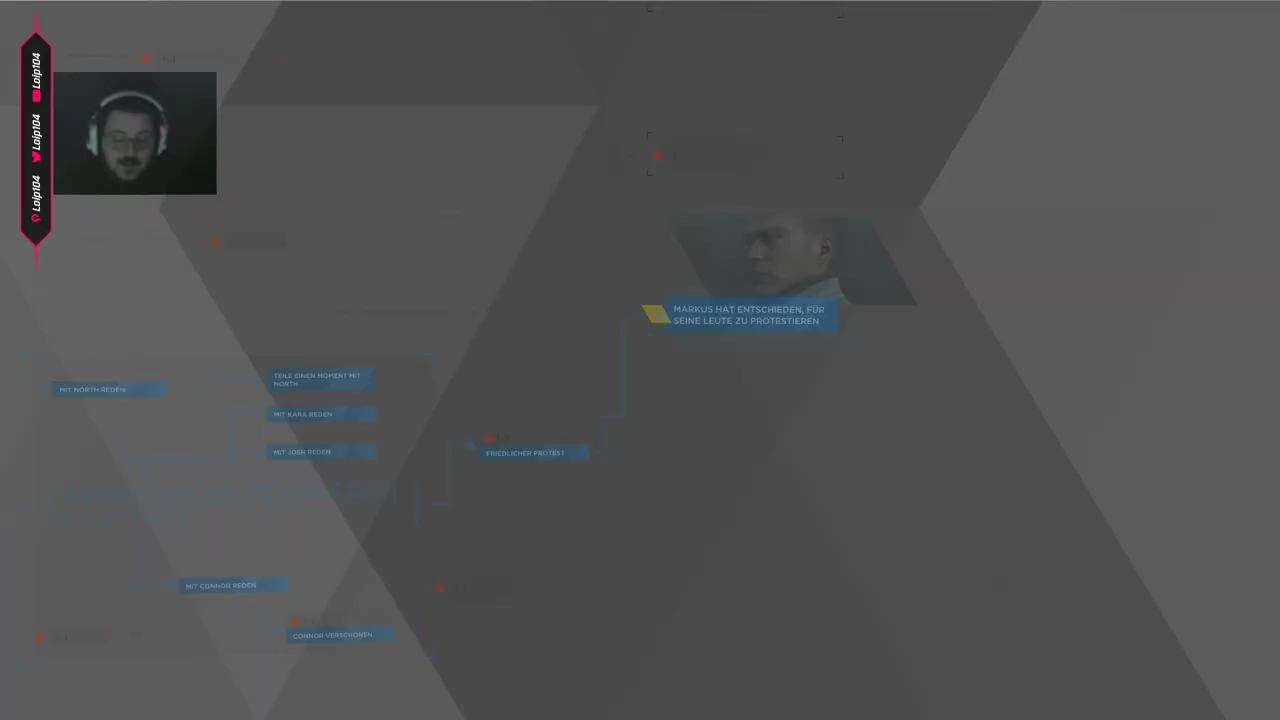 Loip104
Loip104
Loip104
MARKUS HAT ENTSCHIEDEN, FÜR
SEINE LEUTE ZU PROTESTIEREN
TEILE EINEN MOMENT MIT
NORTH
MIT NORTH REDEN
MIT KARA REDEN
MIT JOSH REDEN
FRIEDLICHER PROTEST
MIT CONNOR REDEN
CONNOR VERSCHONEN